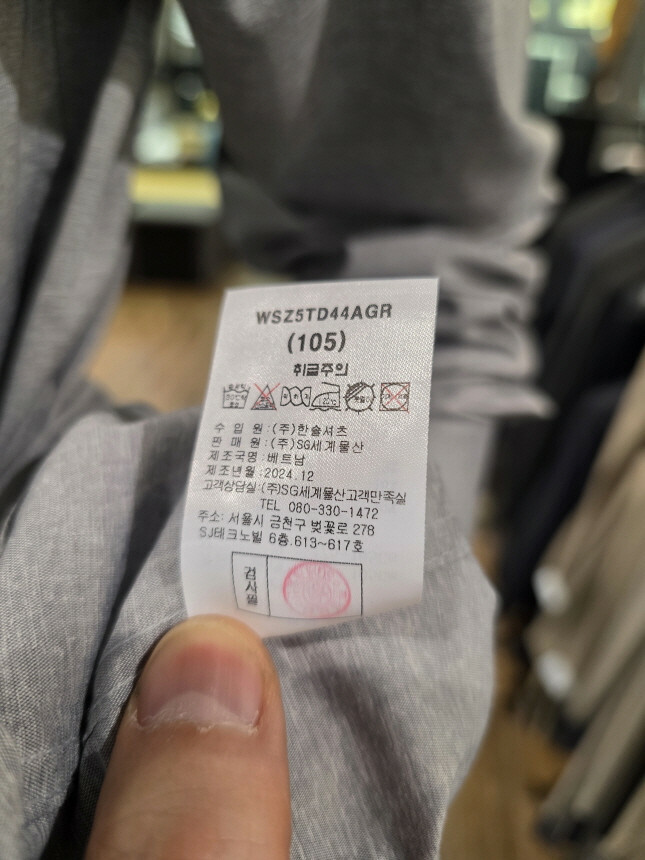 WSZ5TD44AGR
(105)
취급주의
수 입 원:(주)한솔셔츠
판 매 원:(주)SG세계물산
제조국명:베트남
제조년월:2024.12
고객상담실:(주)SG세계물산고객만족실
TEL 080-330-1472
주소: 서울시 금천구 벚꽃로 278
SJ테크노빌 6층.613~617호
검사필